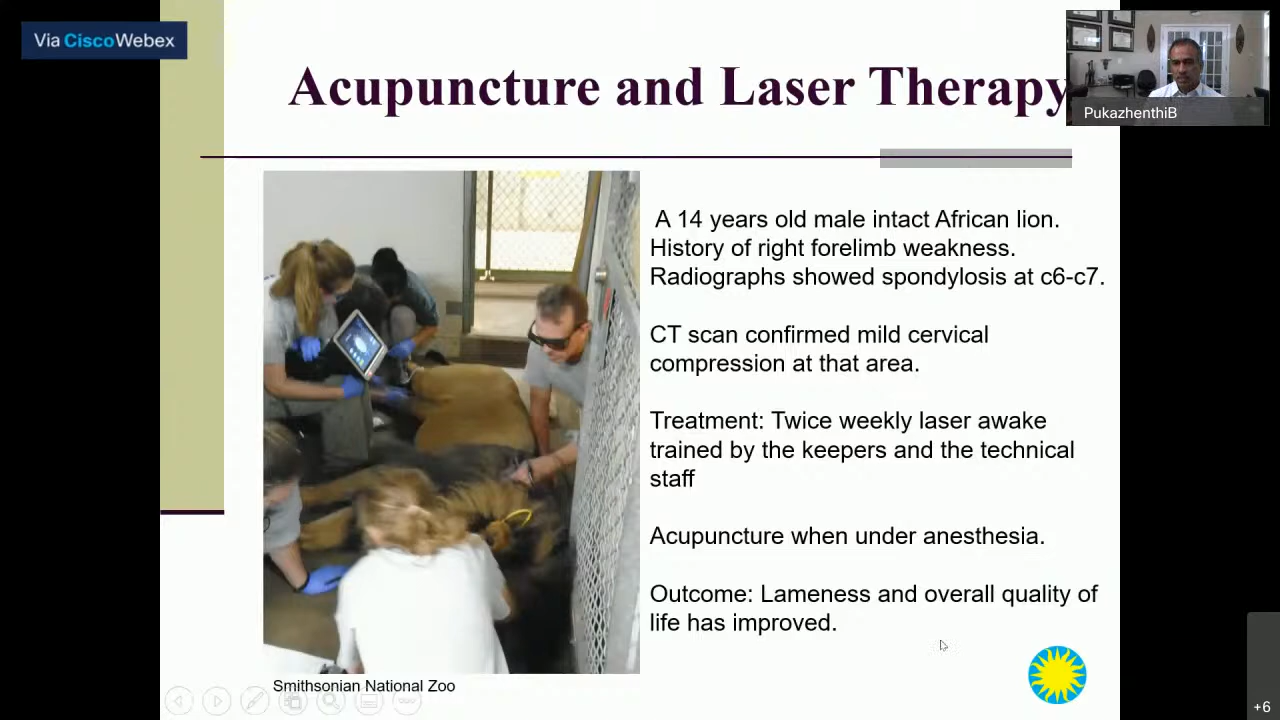 Via Cisco Webex
Acupuncture and Laser Therapy
PukazhenthiB
A 14 years old male intact African lion.
History of right forelimb weakness.
Radiographs showed spondylosis at c6-c7.
CT scan confirmed mild cervical
compression at that area.
Treatment: Twice weekly laser awake
trained by the keepers and the technical
staff
Acupuncture when under anesthesia.
Outcome: Lameness and overall quality of
life has improved.
Smithsonian National Zoo
+6